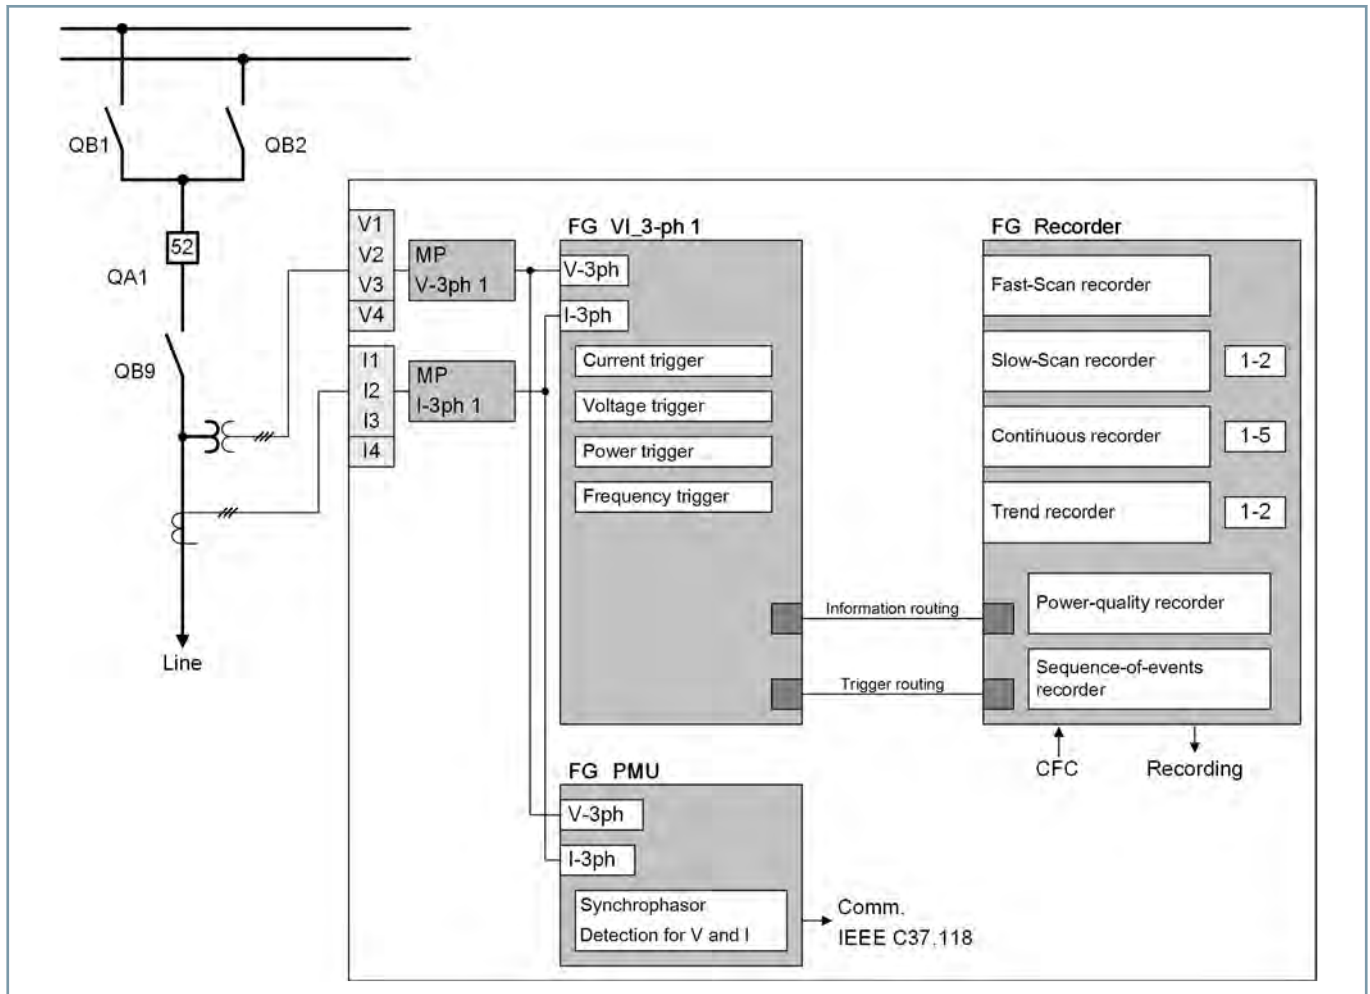 QB1
QB2
52
QA1
QB9
Line
V1
V2
V3
V4
I1
I2
I3
I4
MP
V-3ph 1
MP
I-3ph 1
FG VI_3-ph 1
V-3ph
I-3ph
Current trigger
Voltage trigger
Power trigger
Frequency trigger
Information routing
Trigger routing
FG Recorder
Fast-Scan recorder
Slow-Scan recorder
1-2
Continuous recorder
1-5
Trend recorder
1-2
Power-quality recorder
Sequence-of-events
recorder
CFC
Recording
FG PMU
V-3ph
I-3ph
Synchrophasor
Detection for V and I
Comm.
IEEE C37.118